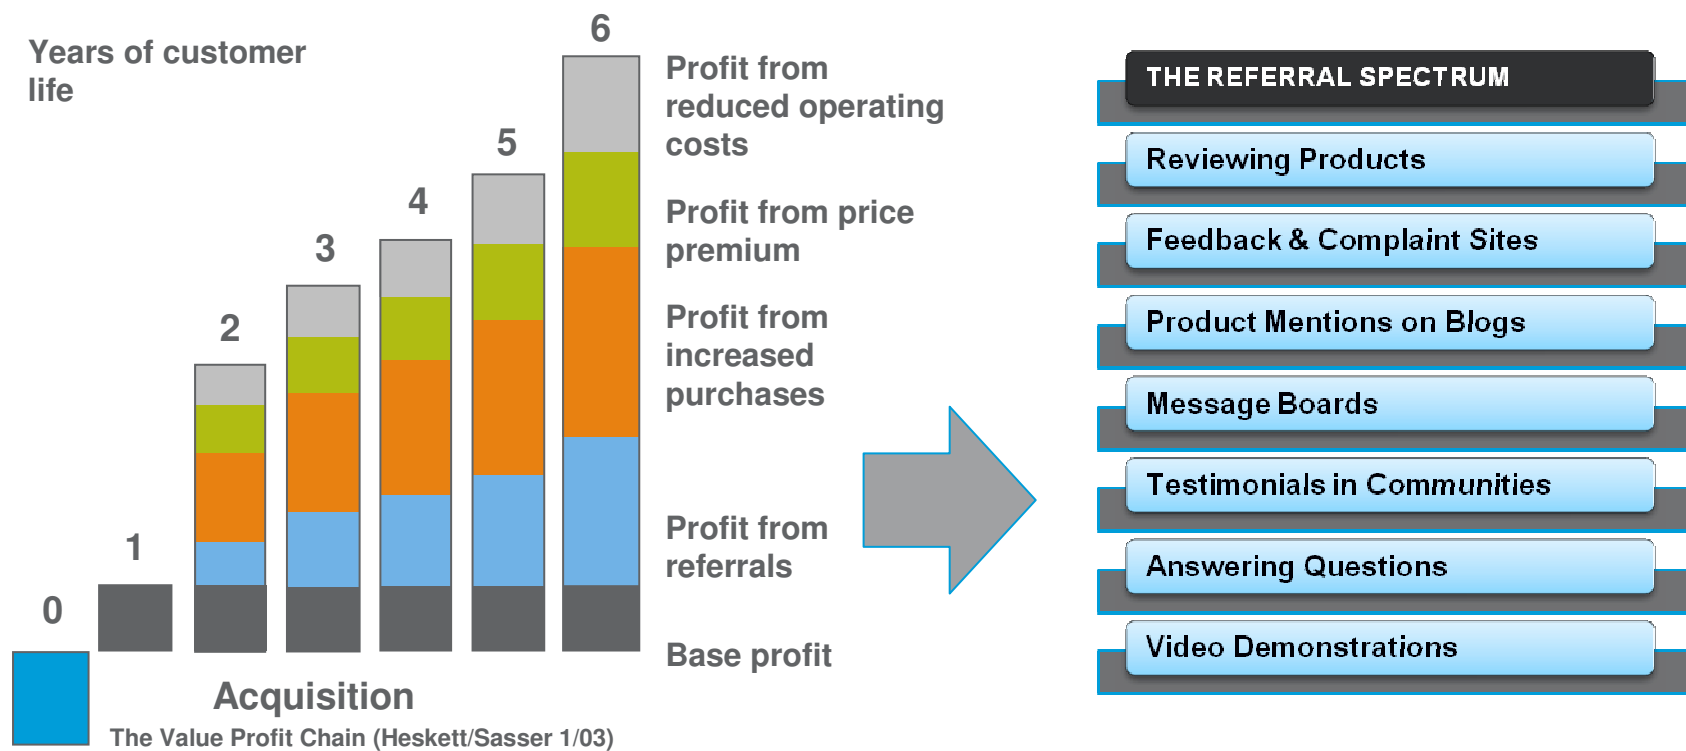 Years of customer
life
0
1
2
3
4
5
6
Profit from
reduced operating
costs
Profit from price
premium
Profit from
increased
purchases
Profit from
referrals
Base profit
Acquisition
The Value Profit Chain (Heskett/Sasser 1/03)
THE REFERRAL SPECTRUM
Reviewing Products
Feedback & Complaint Sites
Product Mentions on Blogs
Message Boards
Testimonials in Communities
Answering Questions
Video Demonstrations